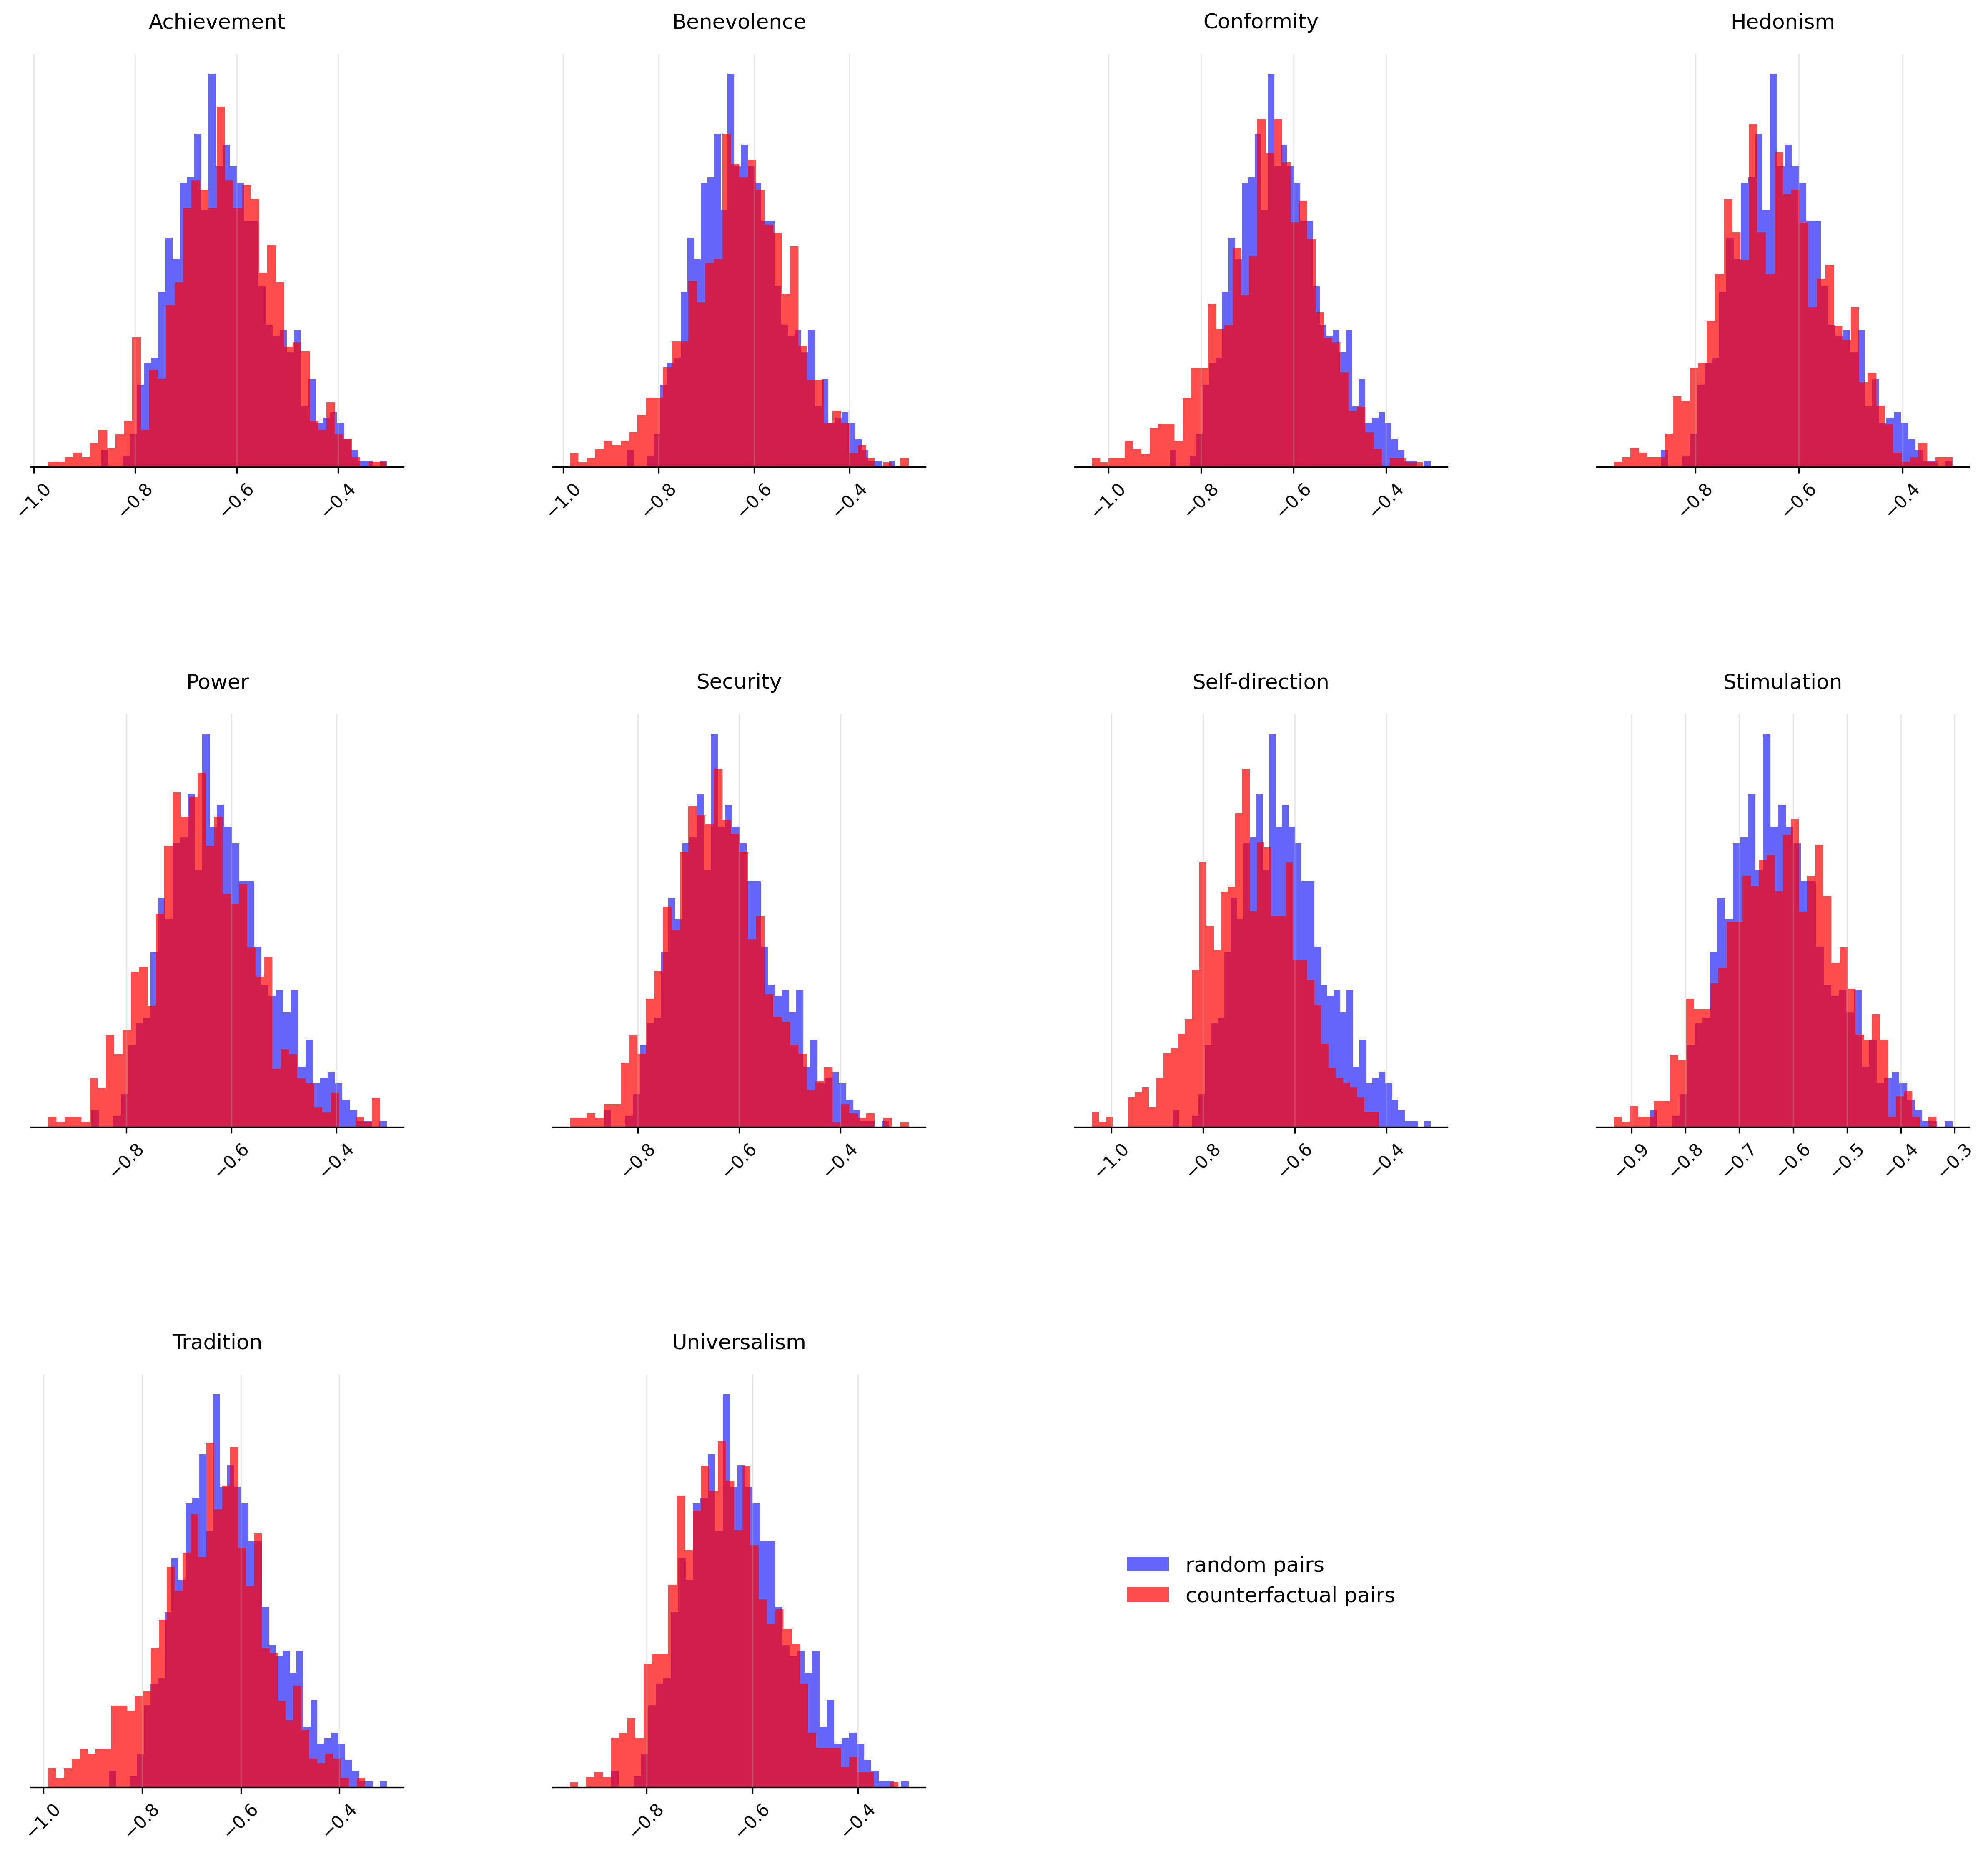 Achievement
Benevolence
Conformity
Hedonism
−1.0 −0.8 −0.6 −0.4
−1.0 −0.8 −0.6 −0.4
−1.0 −0.8 −0.6 −0.4
−0.8 −0.6 −0.4
Power
Security
Self-direction
Stimulation
−0.8 −0.6 −0.4
−0.8 −0.6 −0.4
−1.0 −0.8 −0.6 −0.4
−0.9 −0.8 −0.7 −0.6 −0.5 −0.4 −0.3
Tradition
Universalism
random pairs
counterfactual pairs
−1.0 −0.8 −0.6 −0.4
−0.8 −0.6 −0.4